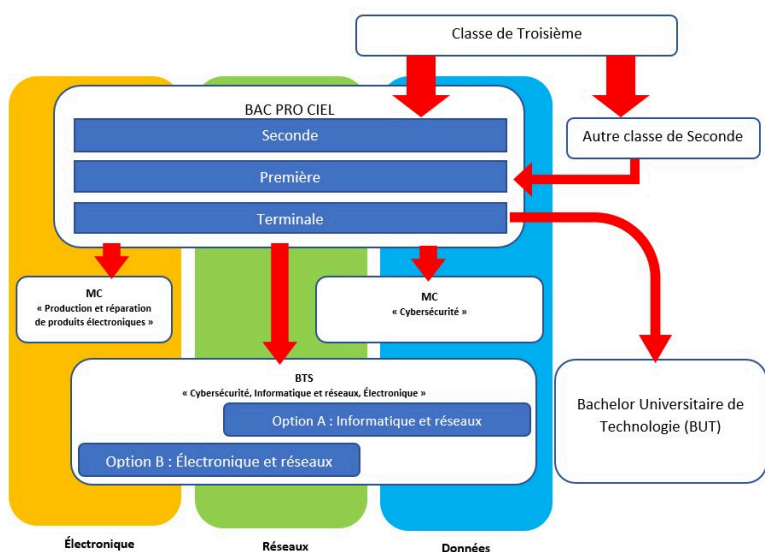 Classe de Troisième
BAC PRO CIEL
Seconde
Autre classe de Seconde
Première
Terminale
MC
« Production et réparation
de produits électroniques »
MC
« Cybersécurité »
BTS
« Cybersécurité, Informatique et réseaux, Électronique »
Option A : Informatique et réseaux
Option B : Électronique et réseaux
Bachelor Universitaire de
Technologie (BUT)
Électronique
Réseaux
Données